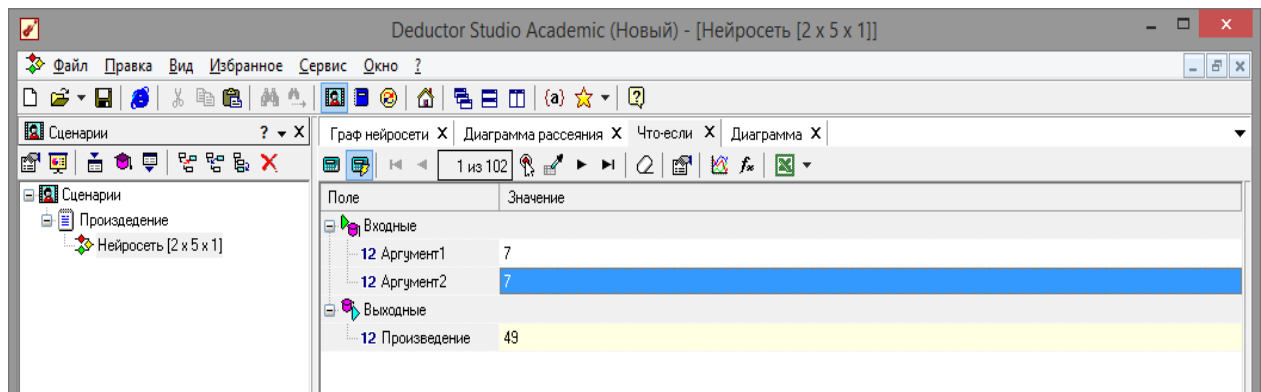 Deductor Studio Academic (Новый) - [Нейросеть [2 x 5 x 1]]
Файл Правка Вид Избранное Сервис Окно ?
Сценарии ? X
Граф нейросети X Диаграмма рассеяния X Что-если X Диаграмма X
1 из 102
Сценарии
Произдедение
Нейросеть [2 x 5 x 1]
Поле Значение
Входные
12 Аргумент1 7
12 Аргумент2 7
Выходные
12 Произведение 49